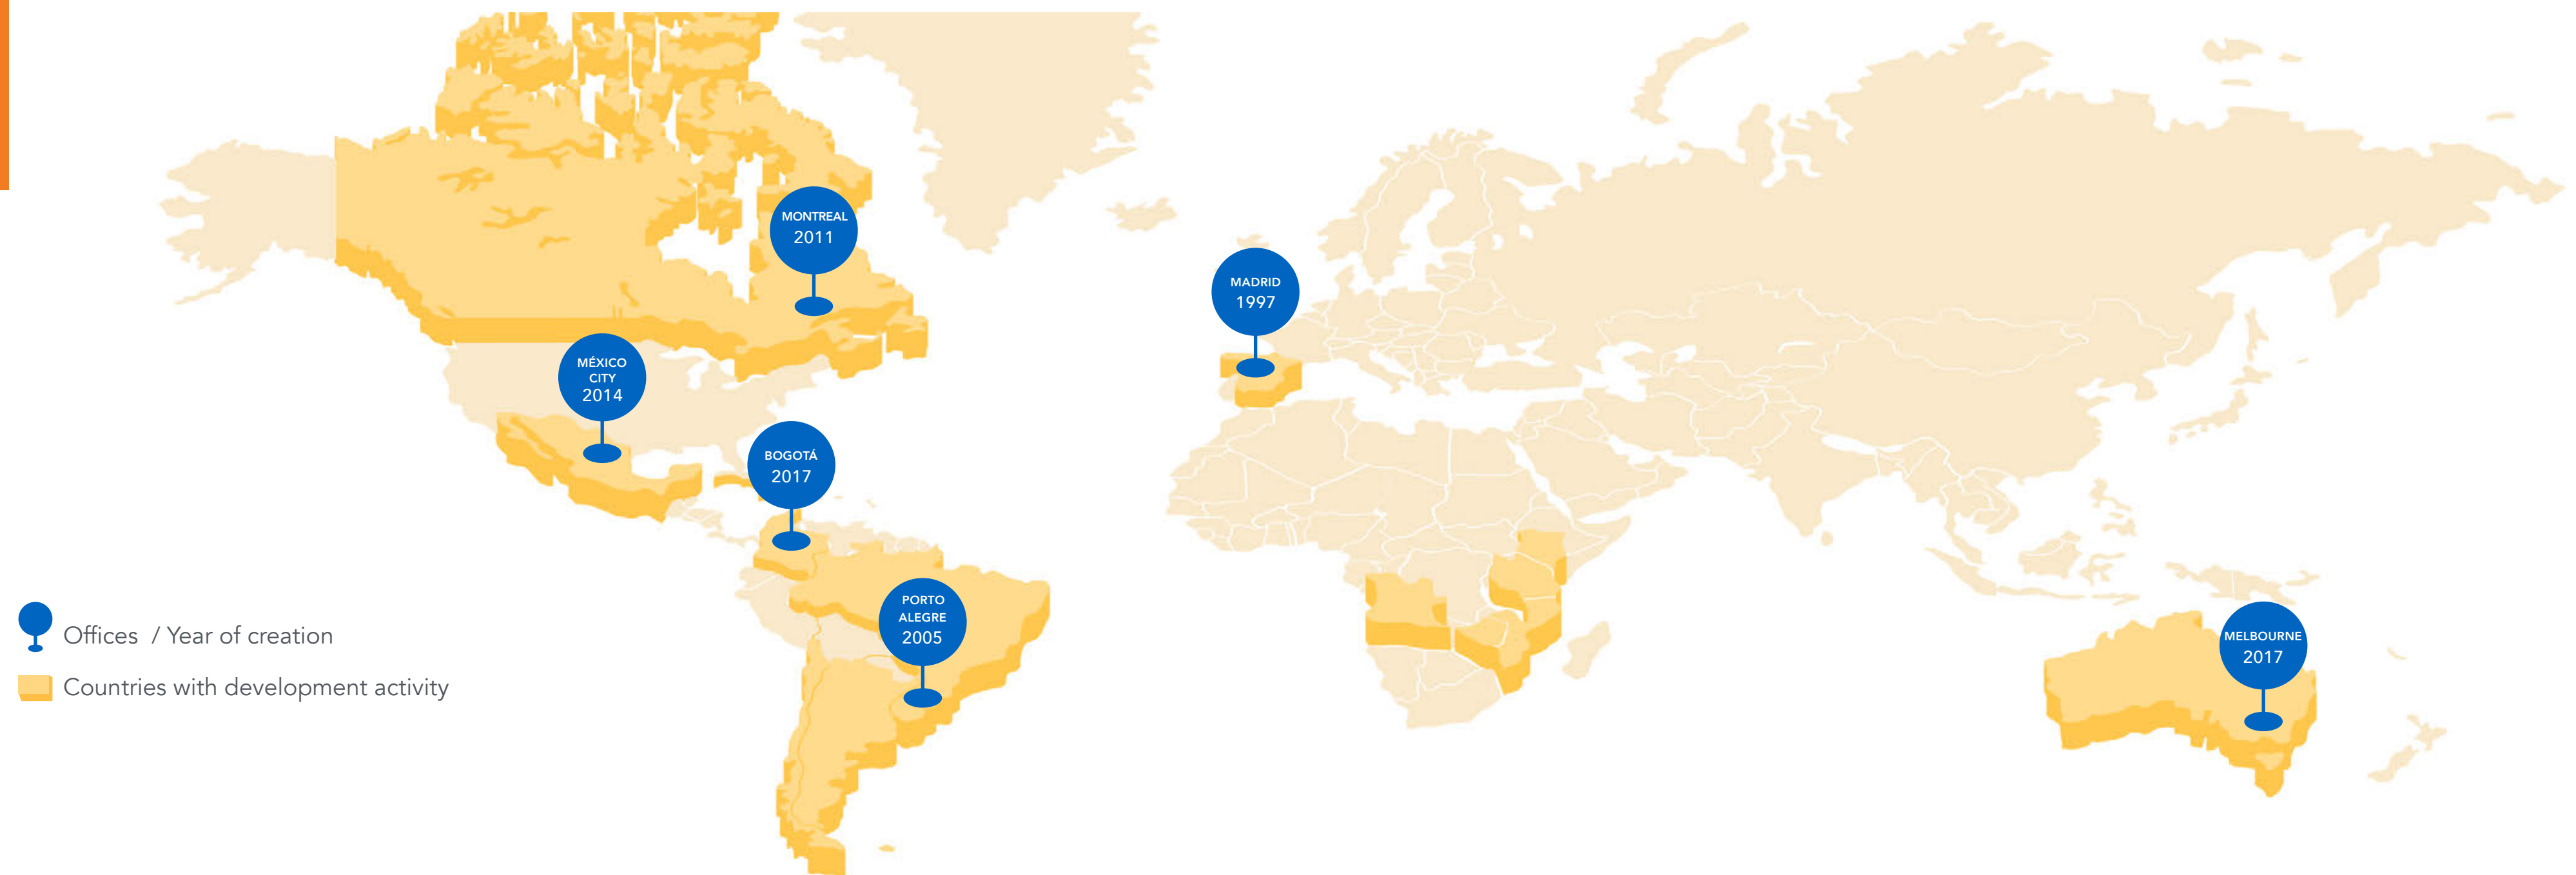 MONTREAL
2011
MADRID
1997
MÉXICO
CITY
2014
BOGOTÁ
2017
PORTO
ALEGRE
2005
MELBOURNE
2017
Offices / Year of creation
Countries with development activity